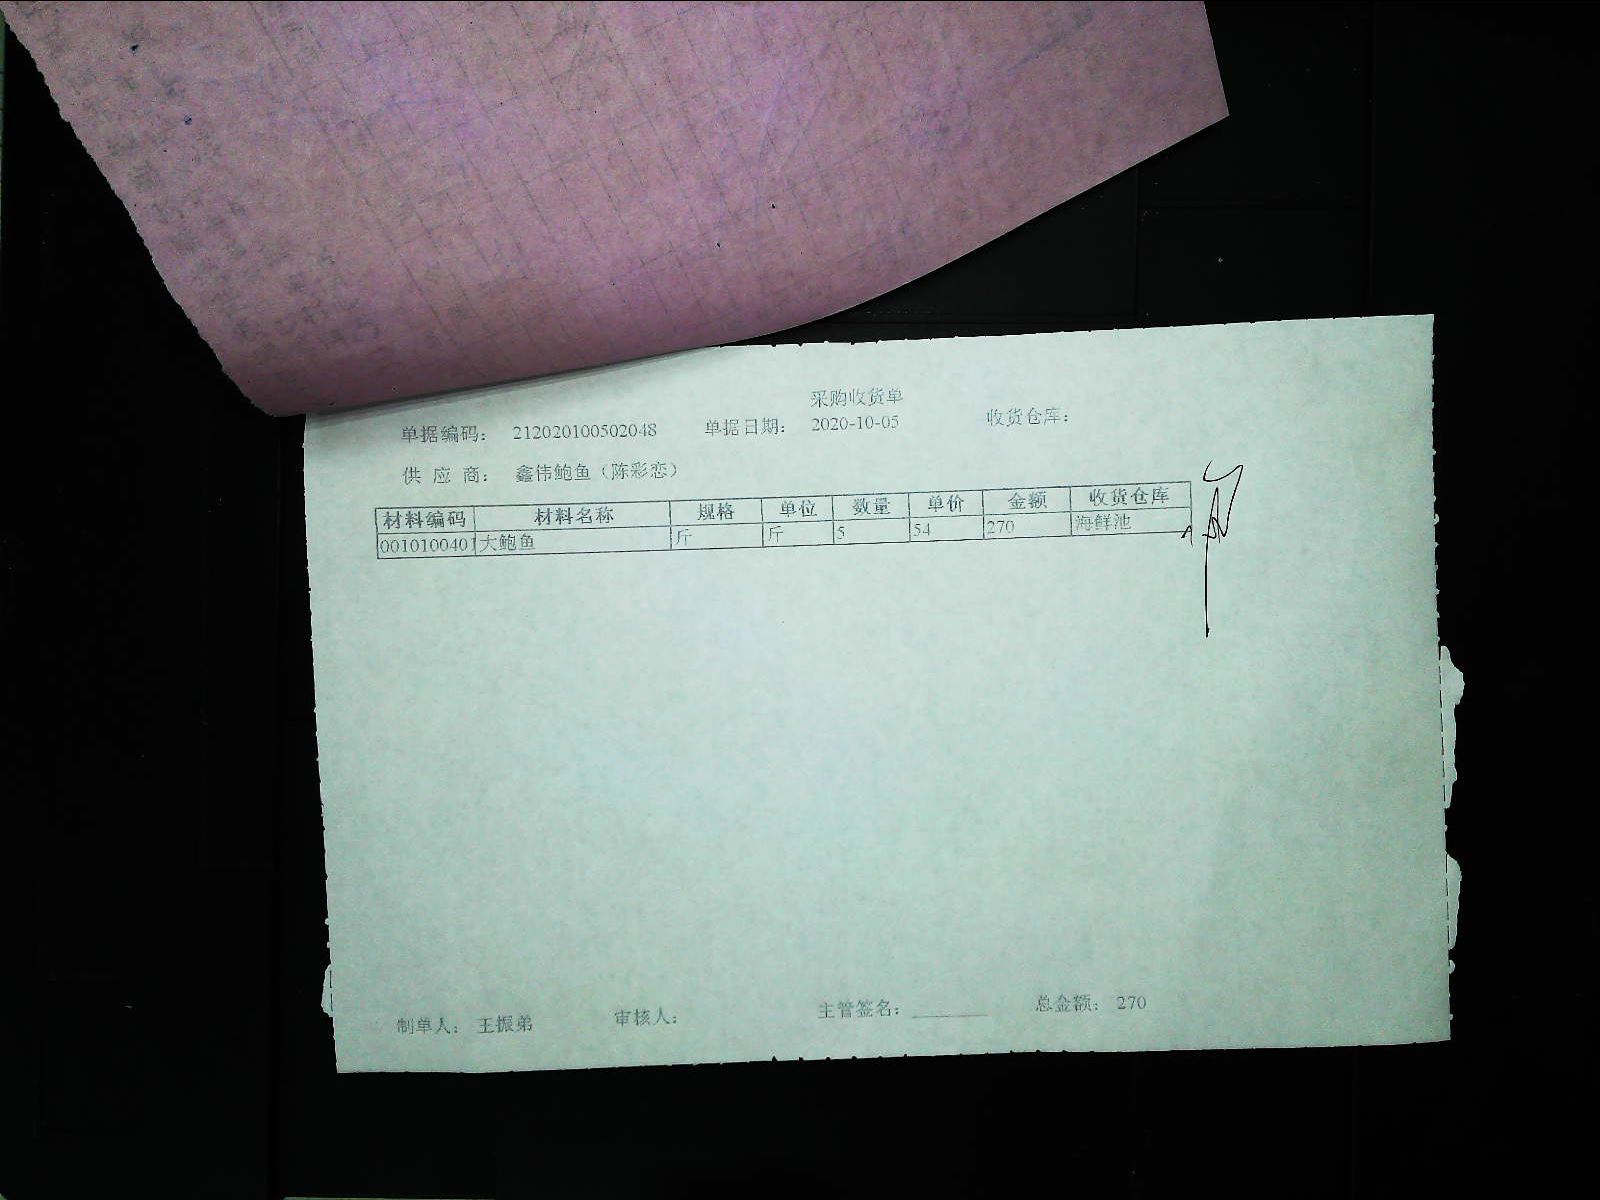 采购收货单
单据编码： 212020100502048 单据日期： 2020-10-05 收货仓库：
供 应 商： 鑫伟鲍鱼（陈彩恋）
材料编码 材料名称 规格 单位 数量 单价 金额 收货仓库
0010100401 大鲍鱼 斤 斤 5 54 270 海鲜池
制单人： 王振弟 审核人： 主管签名： ________ 总金额： 270